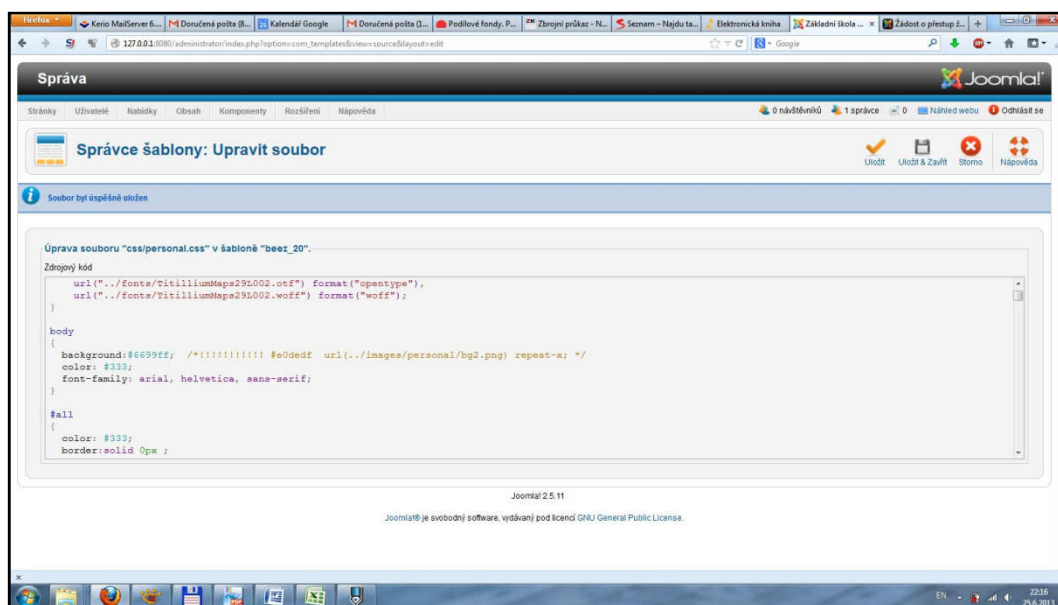 Firefox
Kerio MailServer 6....
Doručená pošta (8...
Kalendář Google
Doručená pošta (1...
Podílové fondy. P...
ZK Zbrojní průkaz - N...
Seznam – Najdu ta...
Elektronická kniha
Základní škola ... ×
Žádost o přestup ž...
+
127.0.0.1:8080/administrator/index.php?option=com_templates&view=source&layout=edit
Google
Správa
Joomla!
Stránky Uživatelé Nabídky Obsah Komponenty Rozšíření Nápověda
0 návštěvníků 1 správce 0 Náhled webu Odhlásit se
Správce šablony: Upravit soubor
Uložit Uložit & Zavřít Storno Nápověda
Soubor byl úspěšně uložen
Úprava souboru "css/personal.css" v šabloně "beez_20".
Zdrojový kód
url("../fonts/TitilliumMaps29L002.otf") format("opentype"),
url("../fonts/TitilliumMaps29L002.woff") format("woff");
}
body
{
background:#6699ff; /*!!!!!!!!!!! #e0dedf url(../images/personal/bg2.png) repeat-x; */
color: #333;
font-family: arial, helvetica, sans-serif;
}
#all
{
color: #333;
border:solid 0px ;
Joomla! 2.5.11
Joomla!® je svobodný software, vydávaný pod licencí GNU General Public License.
×
EN
22:16
25.6.2013